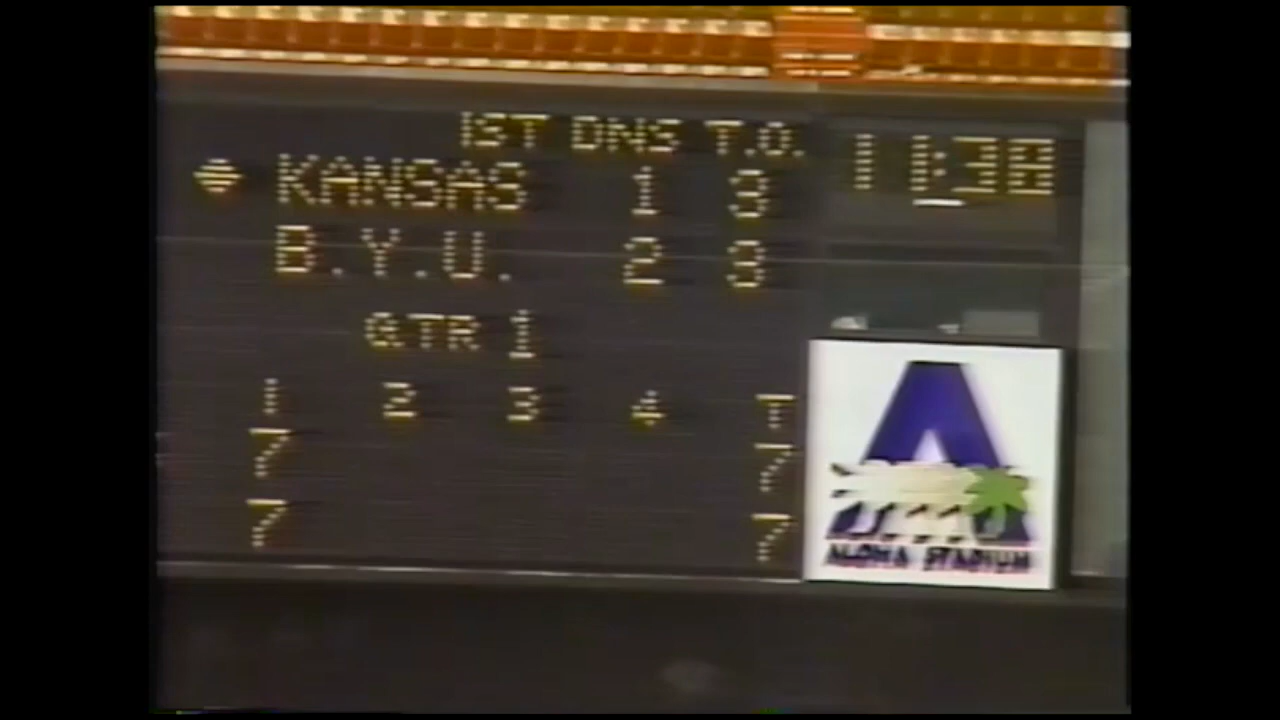 1ST DNS T.O.
11:38
KANSAS 1 3
B.Y.U. 2 3
QTR 1
1 2 3 4 T
7 7
7 7
ALOHA STADIUM